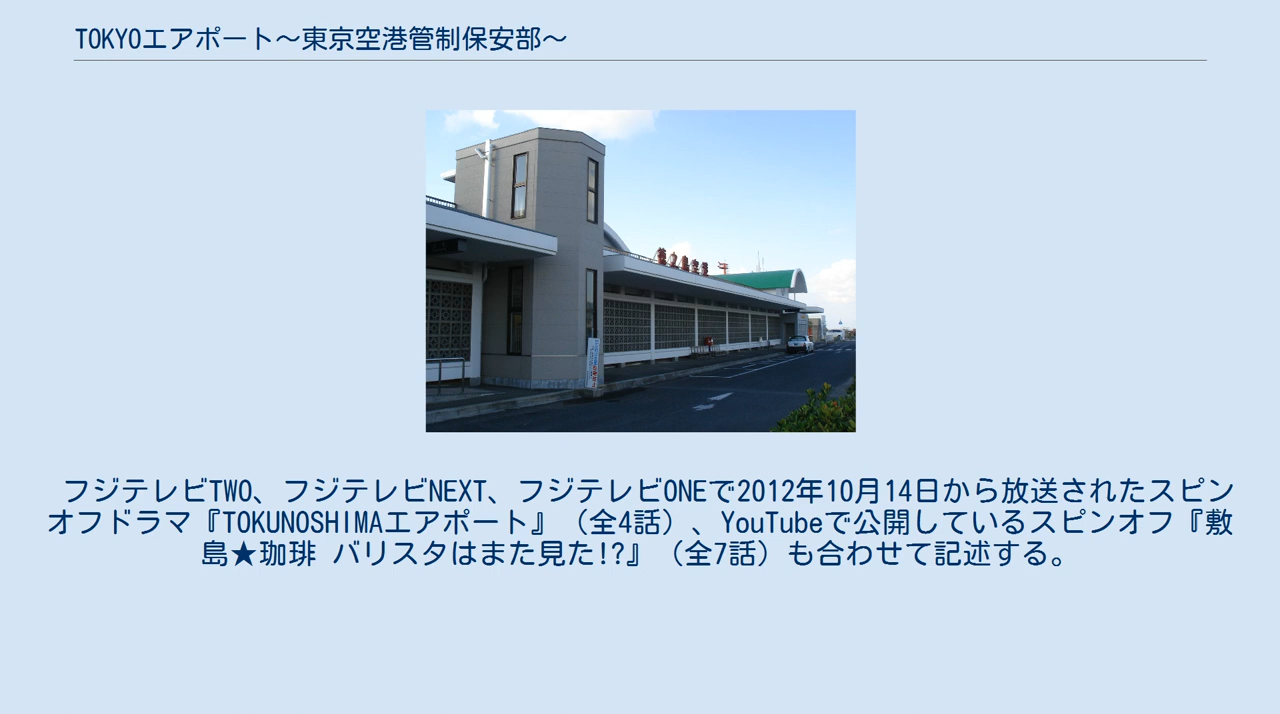 TOKYOエアポート〜東京空港管制保安部〜
徳之島空港
フジテレビTWO、フジテレビNEXT、フジテレビONEで2012年10月14日から放送されたスピン
オフドラマ『TOKUNOSHIMAエアポート』（全4話）、YouTubeで公開しているスピンオフ『敷
島★珈琲 バリスタはまた見た!?』（全7話）も合わせて記述する。